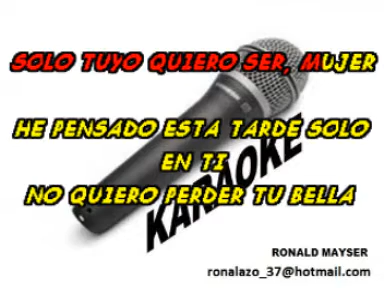 SOLO TUYO QUIERO SER, MUJER
HE PENSADO ESTA TARDE SOLO
EN TI
NO QUIERO PERDER TU BELLA
KARAOKE
RONALD MAYSER
ronalazo_37@hotmail.com